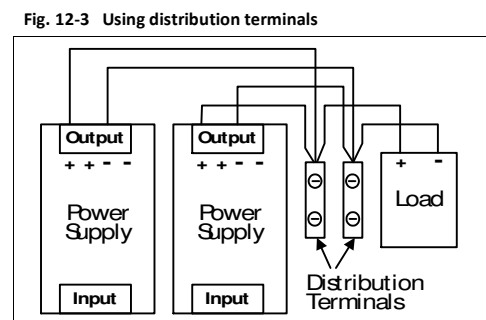 Fig. 12-3 Using distribution terminals
Output
+ + - -
Power
Supply
Input
Output
+ + - -
Power
Supply
Input
+ -
Load
Distribution
Terminals